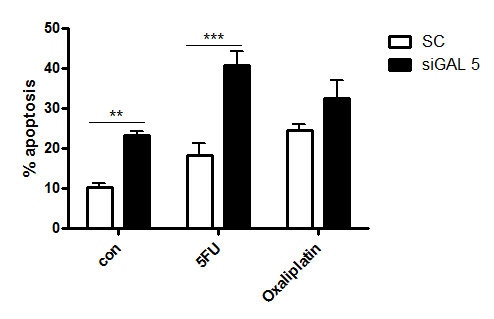 50
40
30
20
10
0
% apoptosis
**
***
con
5FU
Oxaliplatin
SC
siGAL 5